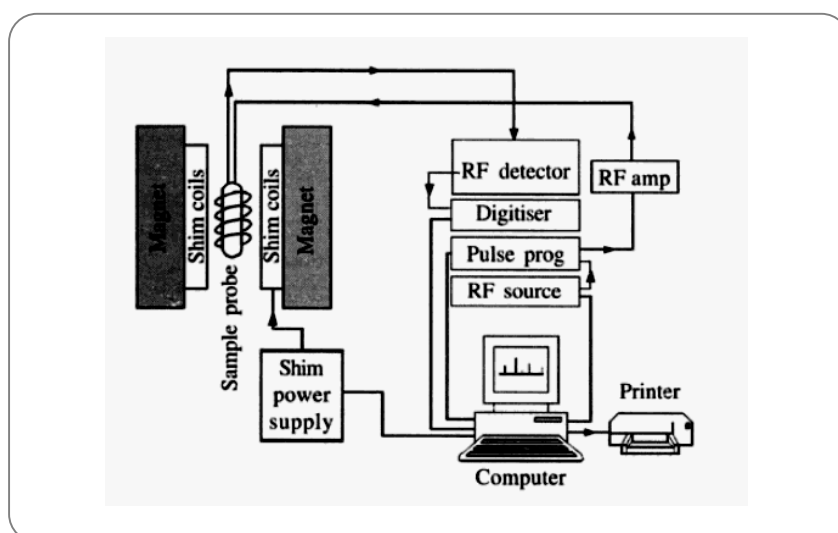 Magnet
Shim coils
Sample probe
Shim coils
Magnet
RF detector
RF amp
Digitiser
Pulse prog
RF source
Shim
power
supply
Printer
Computer